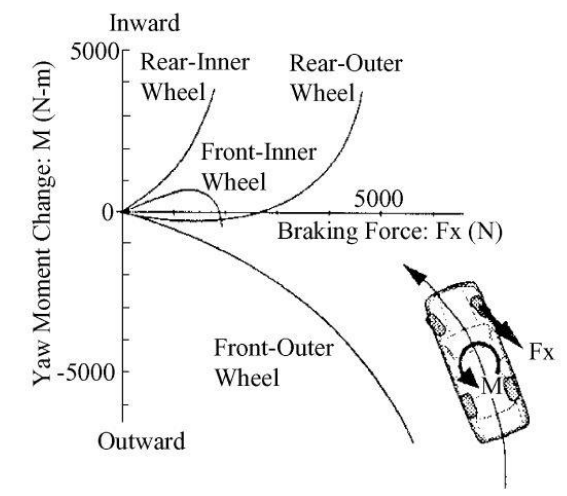 Inward
5000
Rear-Inner
Wheel
Rear-Outer
Wheel
Front-Inner
Wheel
5000
0
Braking Force: Fx (N)
Yaw Moment Change: M (N-m)
Front-Outer
Wheel
-5000
Outward
Fx
M